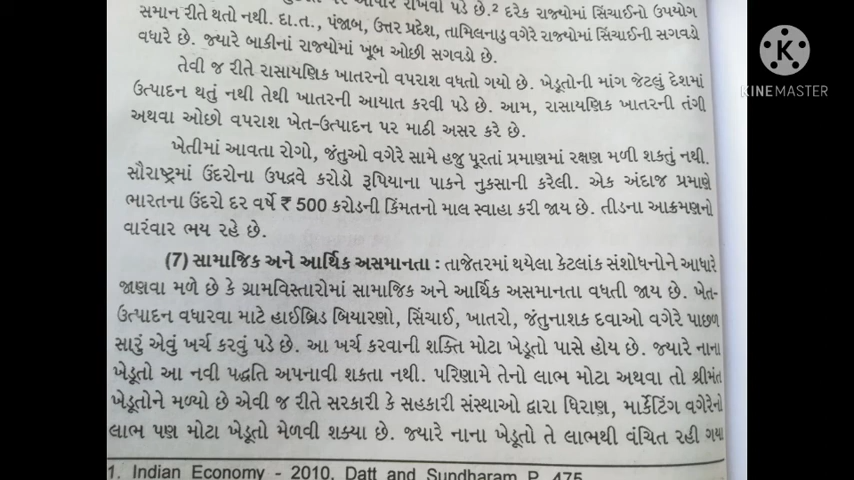 સમાન રીતે થતો નથી. દા.ત., પંજાબ, ઉત્તર પ્રદેશ, તામિલનાડુ વગેરે રાજ્યોમાં સિંચાઈની સગવડો
વધારે છે. જ્યારે બાકીનાં રાજ્યોમાં ખૂબ ઓછી સગવડો છે.
તેવી જ રીતે રાસાયણિક ખાતરનો વપરાશ વધતો ગયો છે. ખેડૂતોની માંગ જેટલું દેશમાં
ઉત્પાદન થતું નથી તેથી ખાતરની આયાત કરવી પડે છે. આમ, રાસાયણિક ખાતરની તંગી
અથવા ઓછો વપરાશ ખેત-ઉત્પાદન પર માઠી અસર કરે છે.
ખેતીમાં આવતા રોગો, જંતુઓ વગેરે સામે હજુ પૂરતાં પ્રમાણમાં રક્ષણ મળી શકતું નથી.
સૌરાષ્ટ્રમાં ઉંદરોના ઉપદ્રવે કરોડો રૂપિયાના પાકને નુકસાની કરેલી. એક અંદાજ પ્રમાણે
ભારતના ઉંદરો દર વર્ષે ₹ 500 કરોડની કિંમતનો માલ સ્વાહા કરી જાય છે. તીડના આક્રમણનો
વારંવાર ભય રહે છે.
(7) સામાજિક અને આર્થિક અસમાનતા : તાજેતરમાં થયેલા કેટલાંક સંશોધનોને આધારે
જાણવા મળે છે કે ગ્રામવિસ્તારોમાં સામાજિક અને આર્થિક અસમાનતા વધતી જાય છે. ખેત-
ઉત્પાદન વધારવા માટે હાઈબ્રિડ બિયારણો, સિંચાઈ, ખાતરો, જંતુનાશક દવાઓ વગેરે પાછળ
સારું એવું ખર્ચ કરવું પડે છે. આ ખર્ચ કરવાની શક્તિ મોટા ખેડૂતો પાસે હોય છે. જ્યારે નાના
ખેડૂતો આ નવી પદ્ધતિ અપનાવી શકતા નથી. પરિણામે તેનો લાભ મોટા અથવા તો શ્રીમંત
ખેડૂતોને મળ્યો છે એવી જ રીતે સરકારી કે સહકારી સંસ્થાઓ દ્વારા ધિરાણ, માર્કેટિંગ વગેરેનો
લાભ પણ મોટા ખેડૂતો મેળવી શક્યા છે. જ્યારે નાના ખેડૂતો તે લાભથી વંચિત રહી ગયા
1. Indian Economy - 2010, Datt and Sundharam P. 475
KINEMASTER